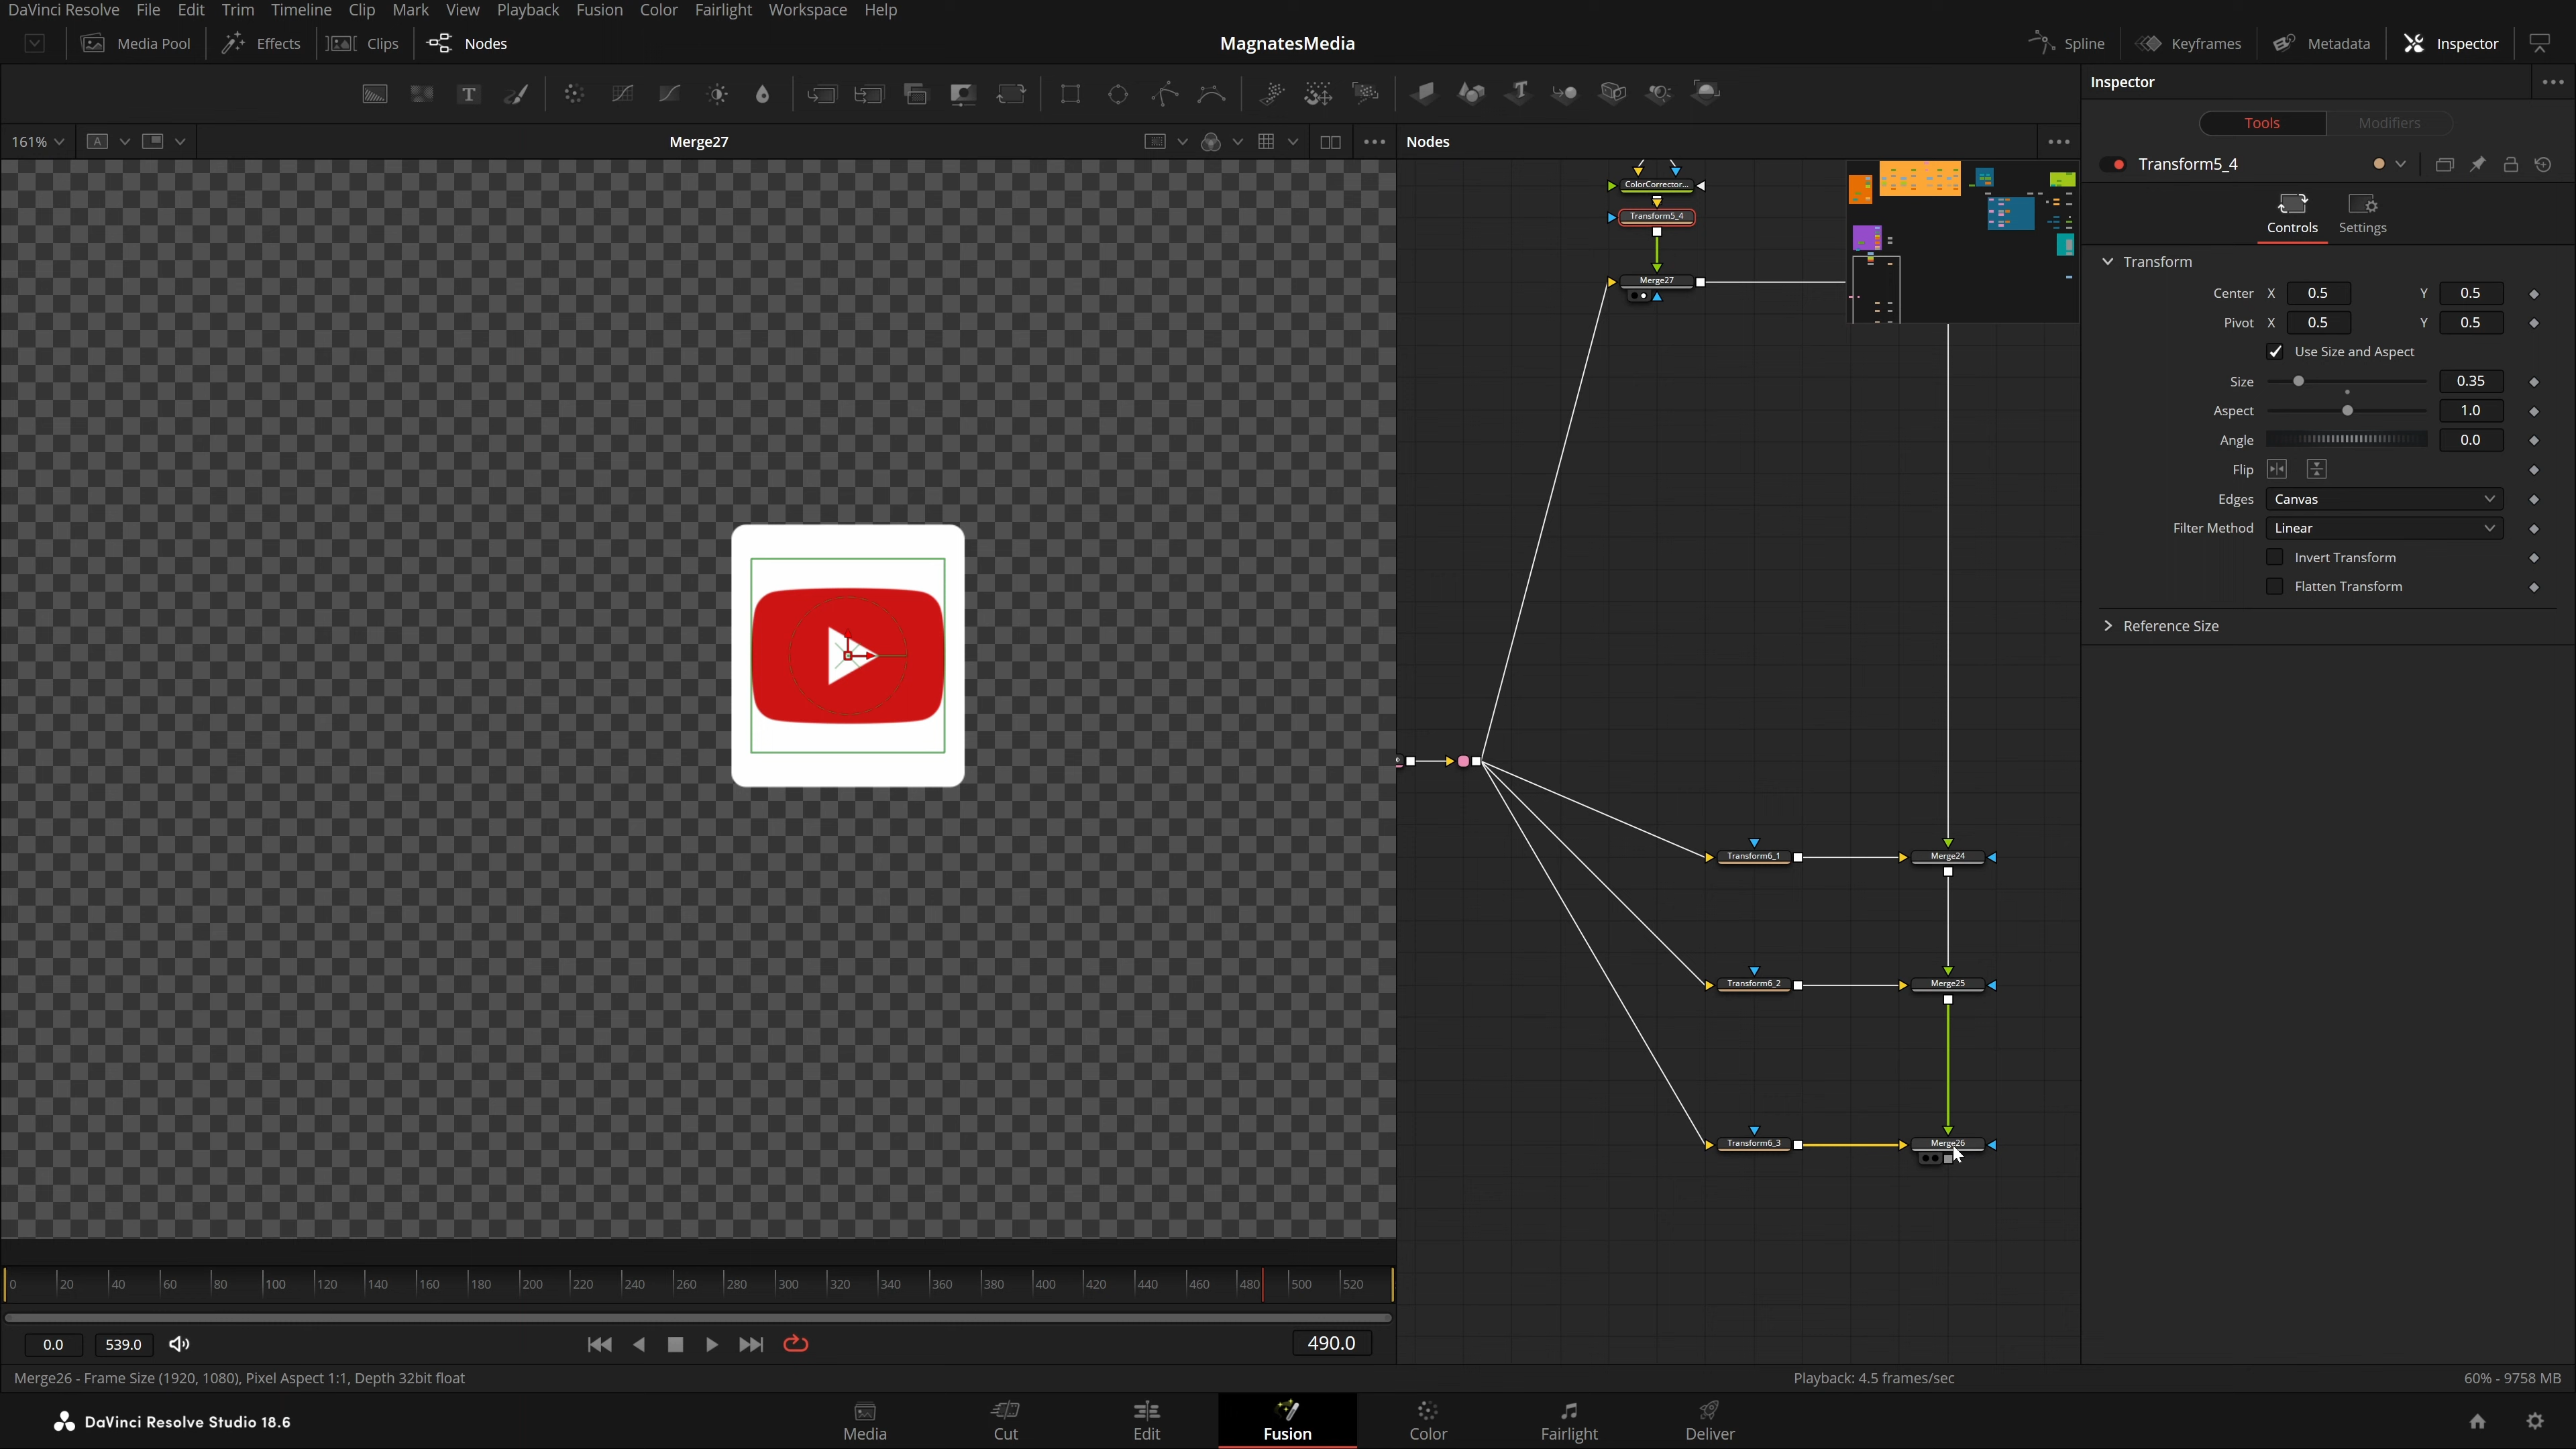 DaVinci Resolve File Edit Trim Timeline Clip Mark View Playback Fusion Color Fairlight Workspace Help
Media Pool Effects Clips Nodes MagnatesMedia Spline Keyframes Metadata Inspector
T T
Inspector
Tools Modifiers
161% A Merge27 Nodes
Transform5_4
Controls Settings
ColorCorrector...
Transform5_4
Merge27
Transform
Center X 0.5 Y 0.5
Pivot X 0.5 Y 0.5
Use Size and Aspect
Size 0.35
Aspect 1.0
Angle 0.0
Flip
Edges Canvas
Filter Method Linear
Invert Transform
Flatten Transform
Reference Size
Transform6_1 Merge24
Transform6_2 Merge25
Transform6_3 Merge26
0 20 40 60 80 100 120 140 160 180 200 220 240 260 280 300 320 340 360 380 400 420 440 460 480 500 520
0.0 539.0 490.0
Merge26 - Frame Size (1920, 1080), Pixel Aspect 1:1, Depth 32bit float Playback: 4.5 frames/sec 60% - 9758 MB
DaVinci Resolve Studio 18.6 Media Cut Edit Fusion Color Fairlight Deliver